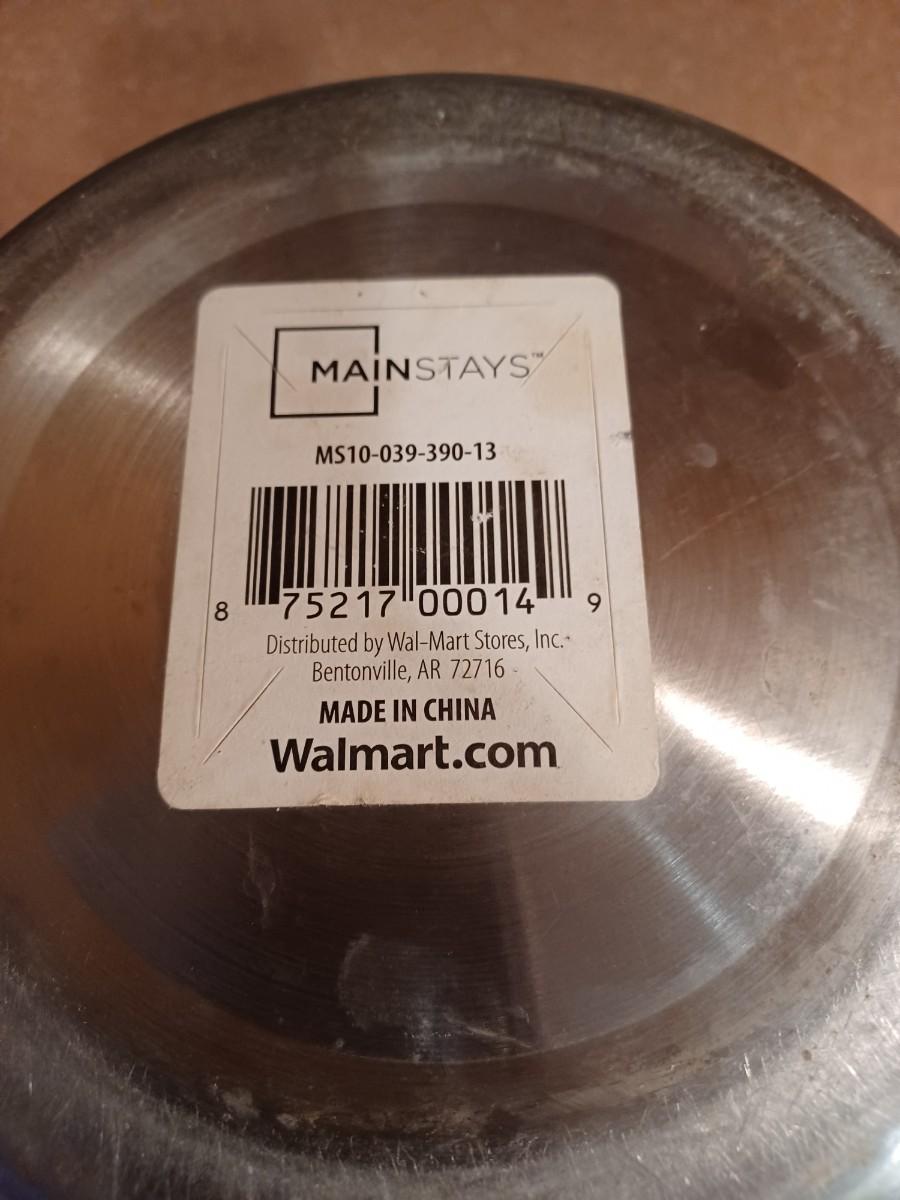 MAINSTAYS™
MS10-039-390-13
8 75217 00014 9
Distributed by Wal-Mart Stores, Inc.
Bentonville, AR 72716
MADE IN CHINA
Walmart.com